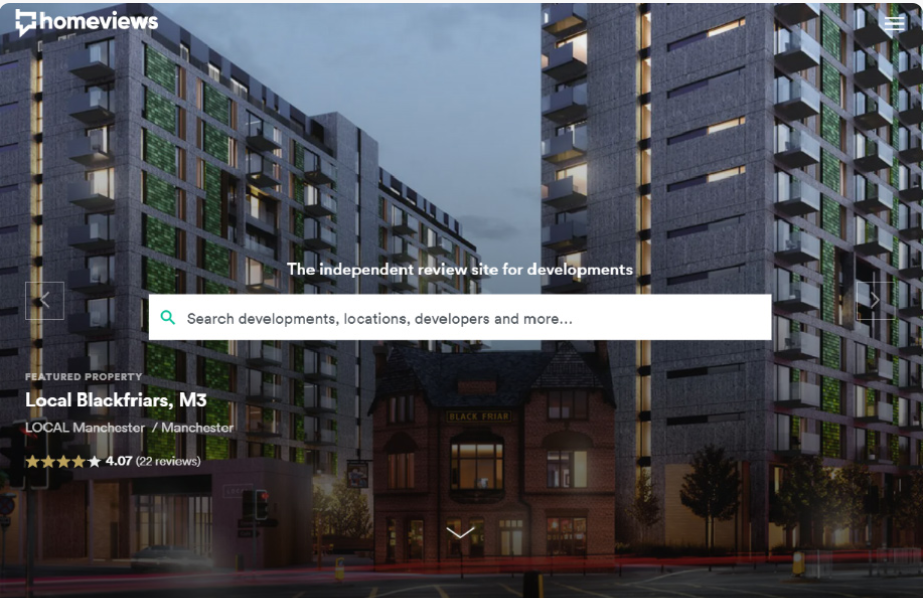 homeviews
The independent review site for developments
Search developments, locations, developers and more...
FEATURED PROPERTY
Local Blackfriars, M3
LOCAL Manchester / Manchester
4.07 (22 reviews)
BLACK FRIAR